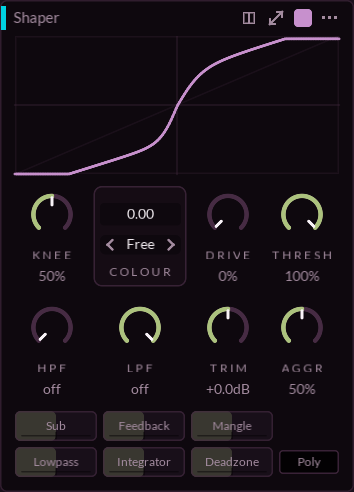 Shaper
0.00
Free
KNEE
50%
COLOUR
DRIVE
0%
THRESH
100%
HPF
off
LPF
off
TRIM
+0.0dB
AGGR
50%
Sub Feedback Mangle
Lowpass Integrator Deadzone Poly